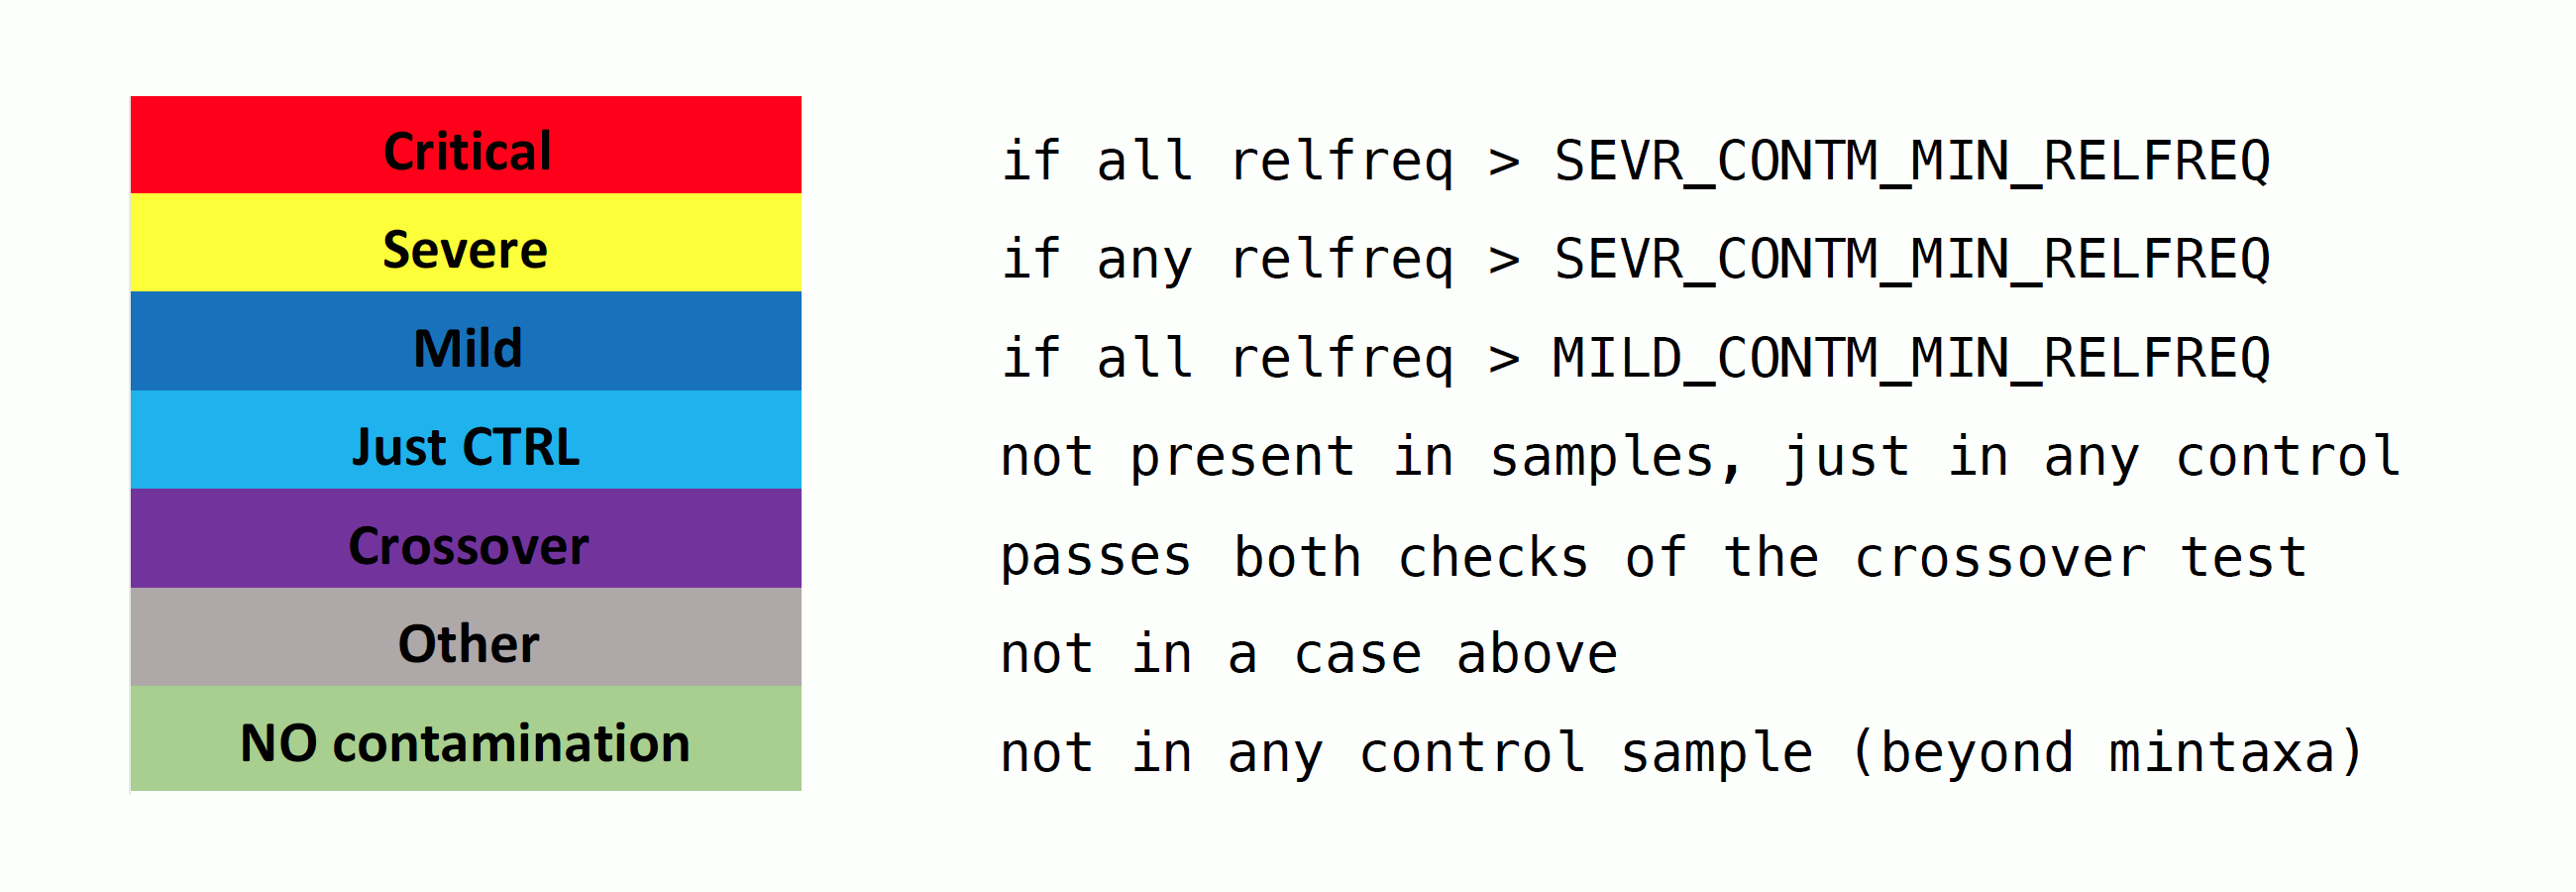 Critical if all relfreq > SEVR_CONTM_MIN_RELFREQ
Severe if any relfreq > SEVR_CONTM_MIN_RELFREQ
Mild if all relfreq > MILD_CONTM_MIN_RELFREQ
Just CTRL not present in samples, just in any control
Crossover passes both checks of the crossover test
Other not in a case above
NO contamination not in any control sample (beyond mintaxa)